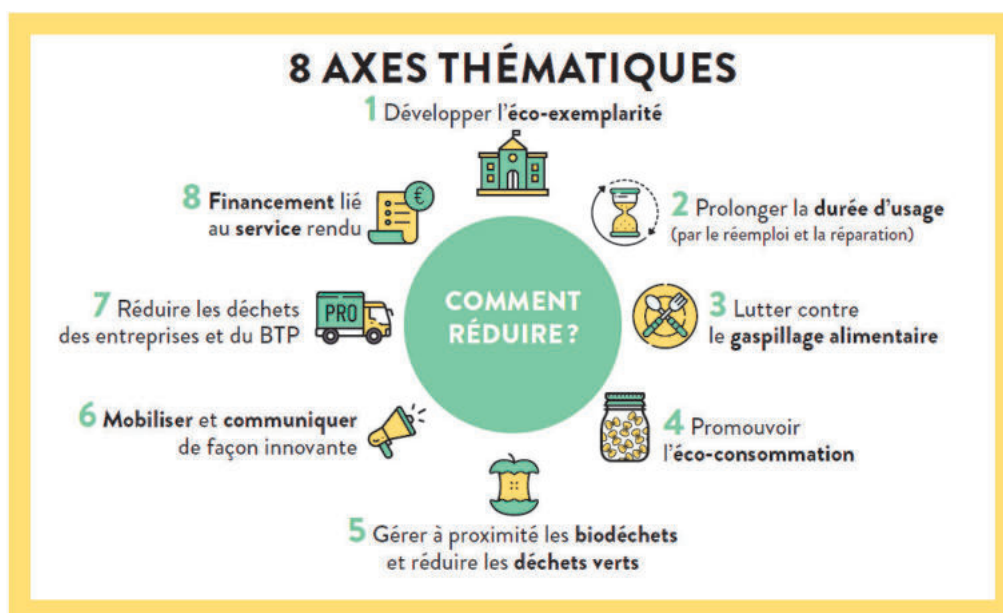 8 AXES THÉMATIQUES
1 Développer l'éco-exemplarité
2 Prolonger la durée d'usage
(par le réemploi et la réparation)
3 Lutter contre
le gaspillage alimentaire
4 Promouvoir
l'éco-consommation
5 Gérer à proximité les biodéchets
et réduire les déchets verts
6 Mobiliser et communiquer
de façon innovante
7 Réduire les déchets
des entreprises et du BTP
PRO
8 Financement lié
au service rendu
€
COMMENT
RÉDUIRE ?